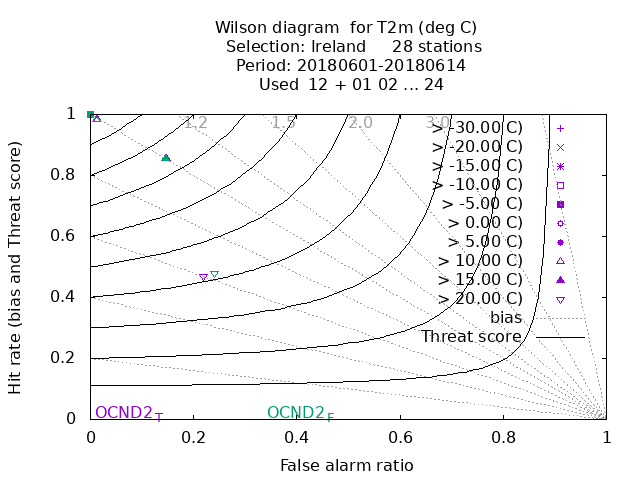 Wilson diagram  for T2m (deg C)
Selection: Ireland     28 stations
Period: 20180601-20180614
Used  12 + 01 02 ... 24
Hit rate (bias and Threat score)
1
0.8
0.6
0.4
0.2
0
1.2
1.5
2.0
3.0
> -30.00 C)
> -20.00 C)
> -15.00 C)
> -10.00 C)
> -5.00 C)
> 0.00 C)
> 5.00 C)
> 10.00 C)
> 15.00 C)
> 20.00 C)
bias
Threat score
OCND2_T
OCND2_F
0
0.2
0.4
0.6
0.8
1
False alarm ratio